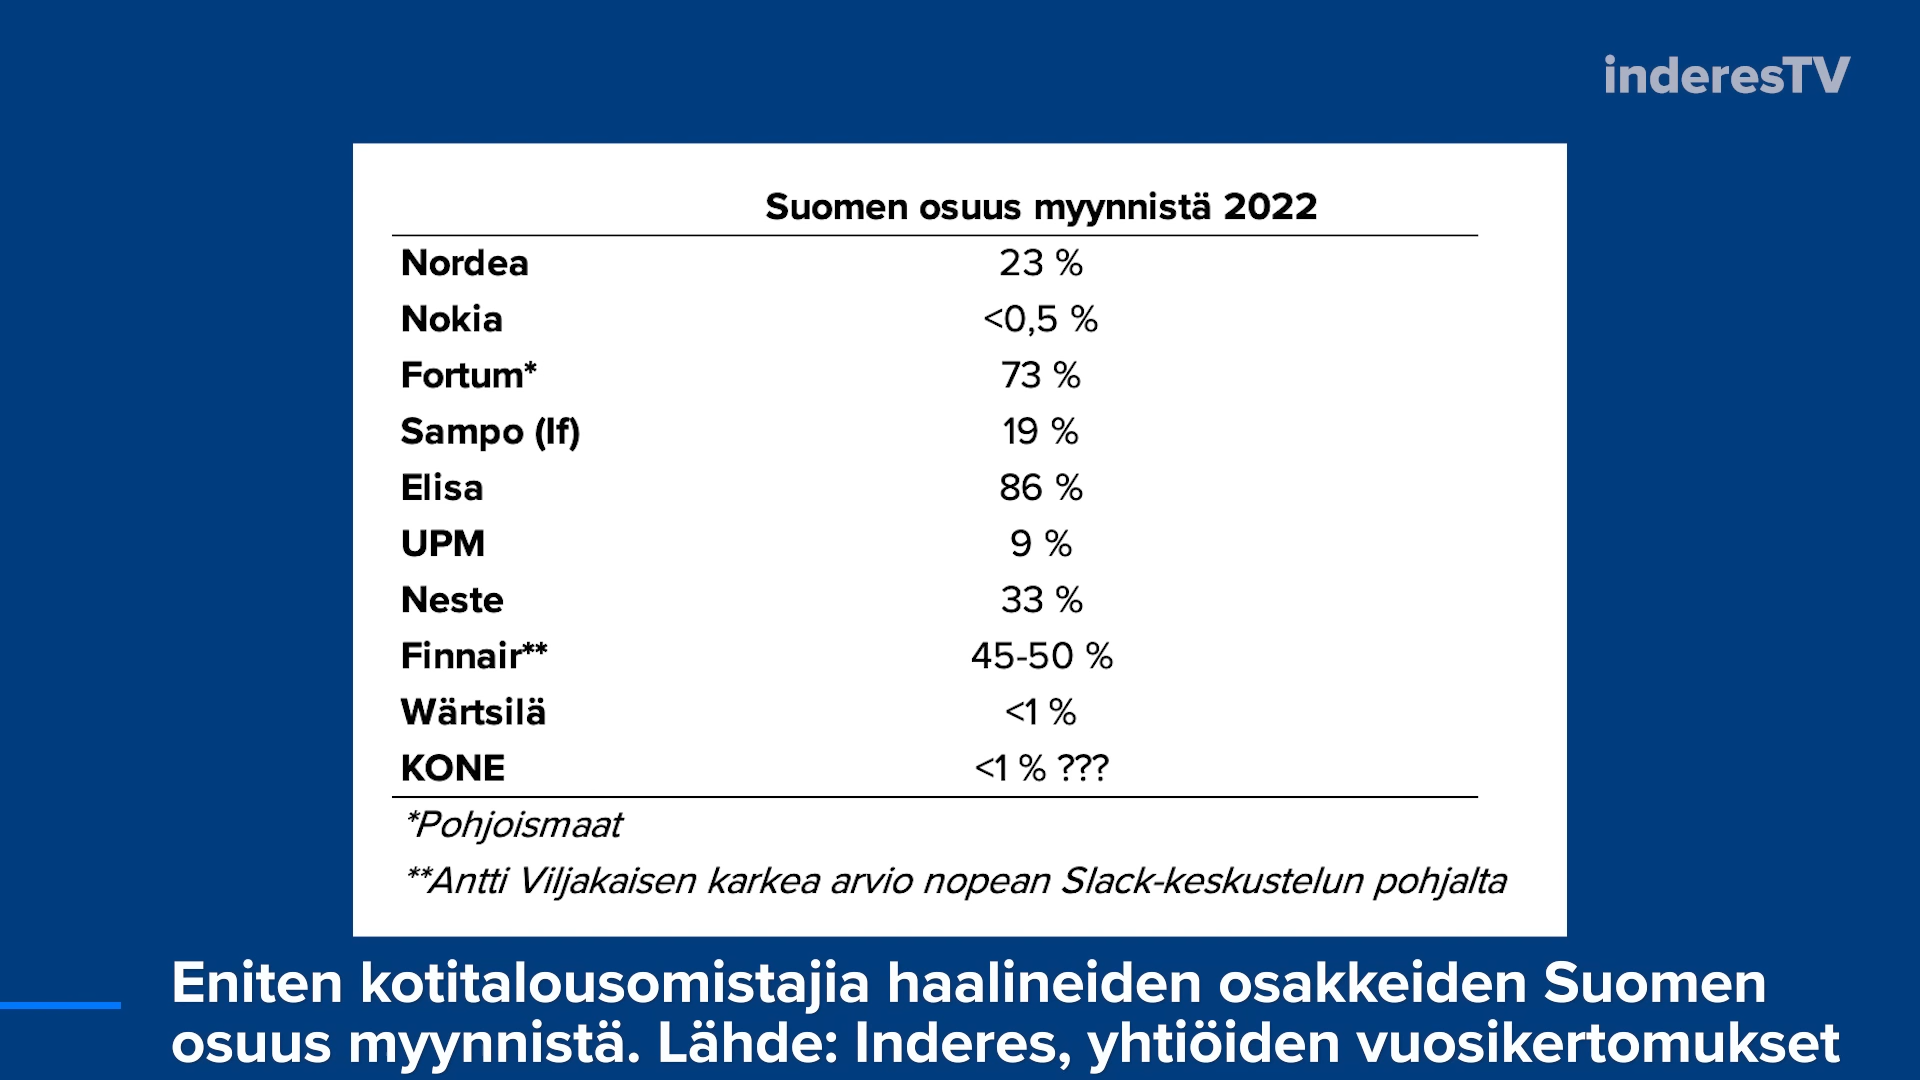 inderesTV
Suomen osuus myynnistä 2022
Nordea 23 %
Nokia <0,5 %
Fortum* 73 %
Sampo (If) 19 %
Elisa 86 %
UPM 9 %
Neste 33 %
Finnair** 45-50 %
Wärtsilä <1 %
KONE <1 % ???
*Pohjoismaat
**Antti Viljakaisen karkea arvio nopean Slack-keskustelun pohjalta
Eniten kotitalousomistajia haalineiden osakkeiden Suomen
osuus myynnistä. Lähde: Inderes, yhtiöiden vuosikertomukset